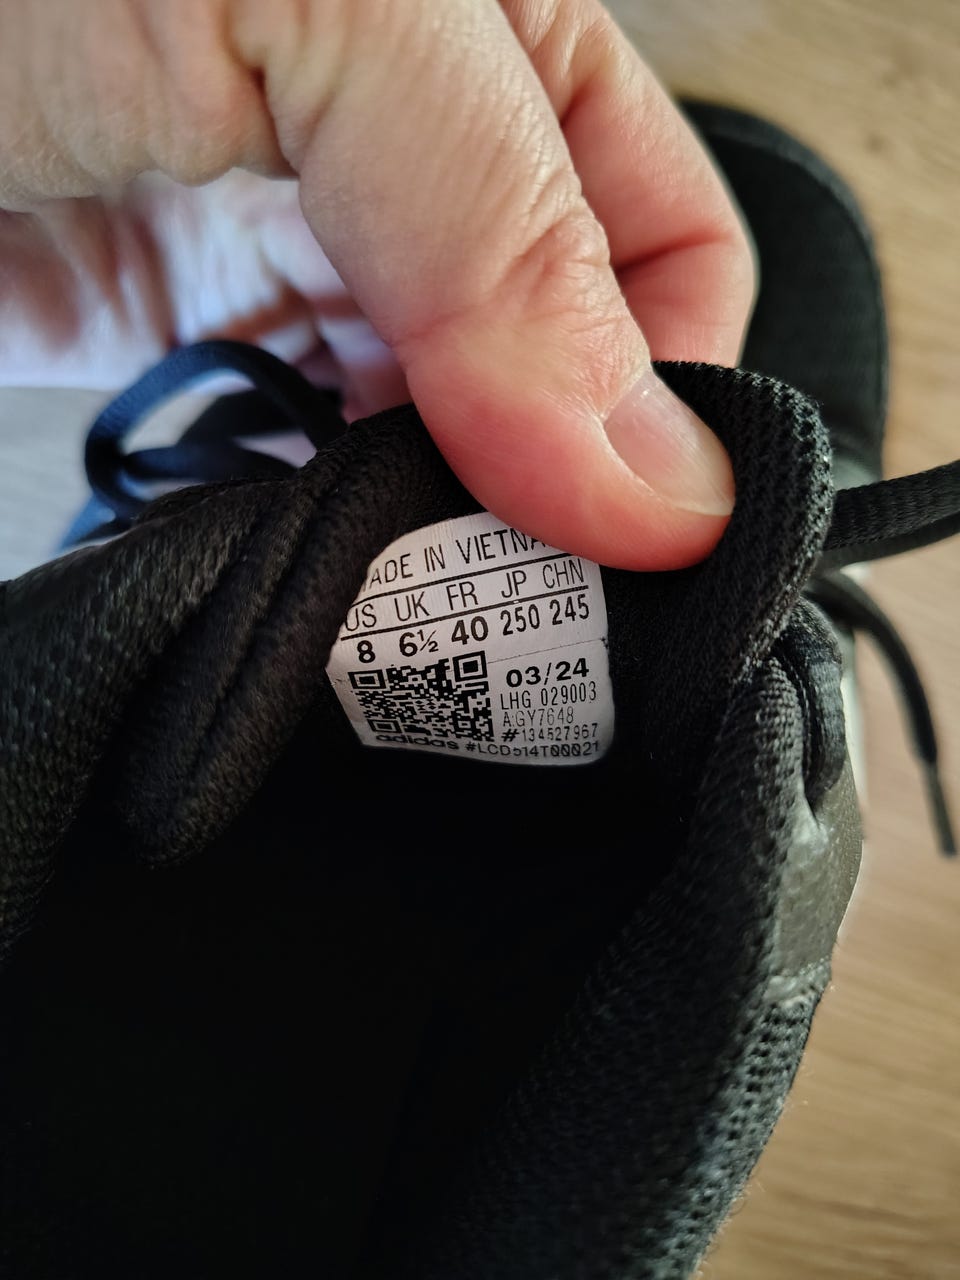 ADE IN VIETNA
US UK FR JP CHN
8 6½ 40 250 245
03/24
LHG 029003
A:GY7648
#134527967
adidas #LCD514T00021